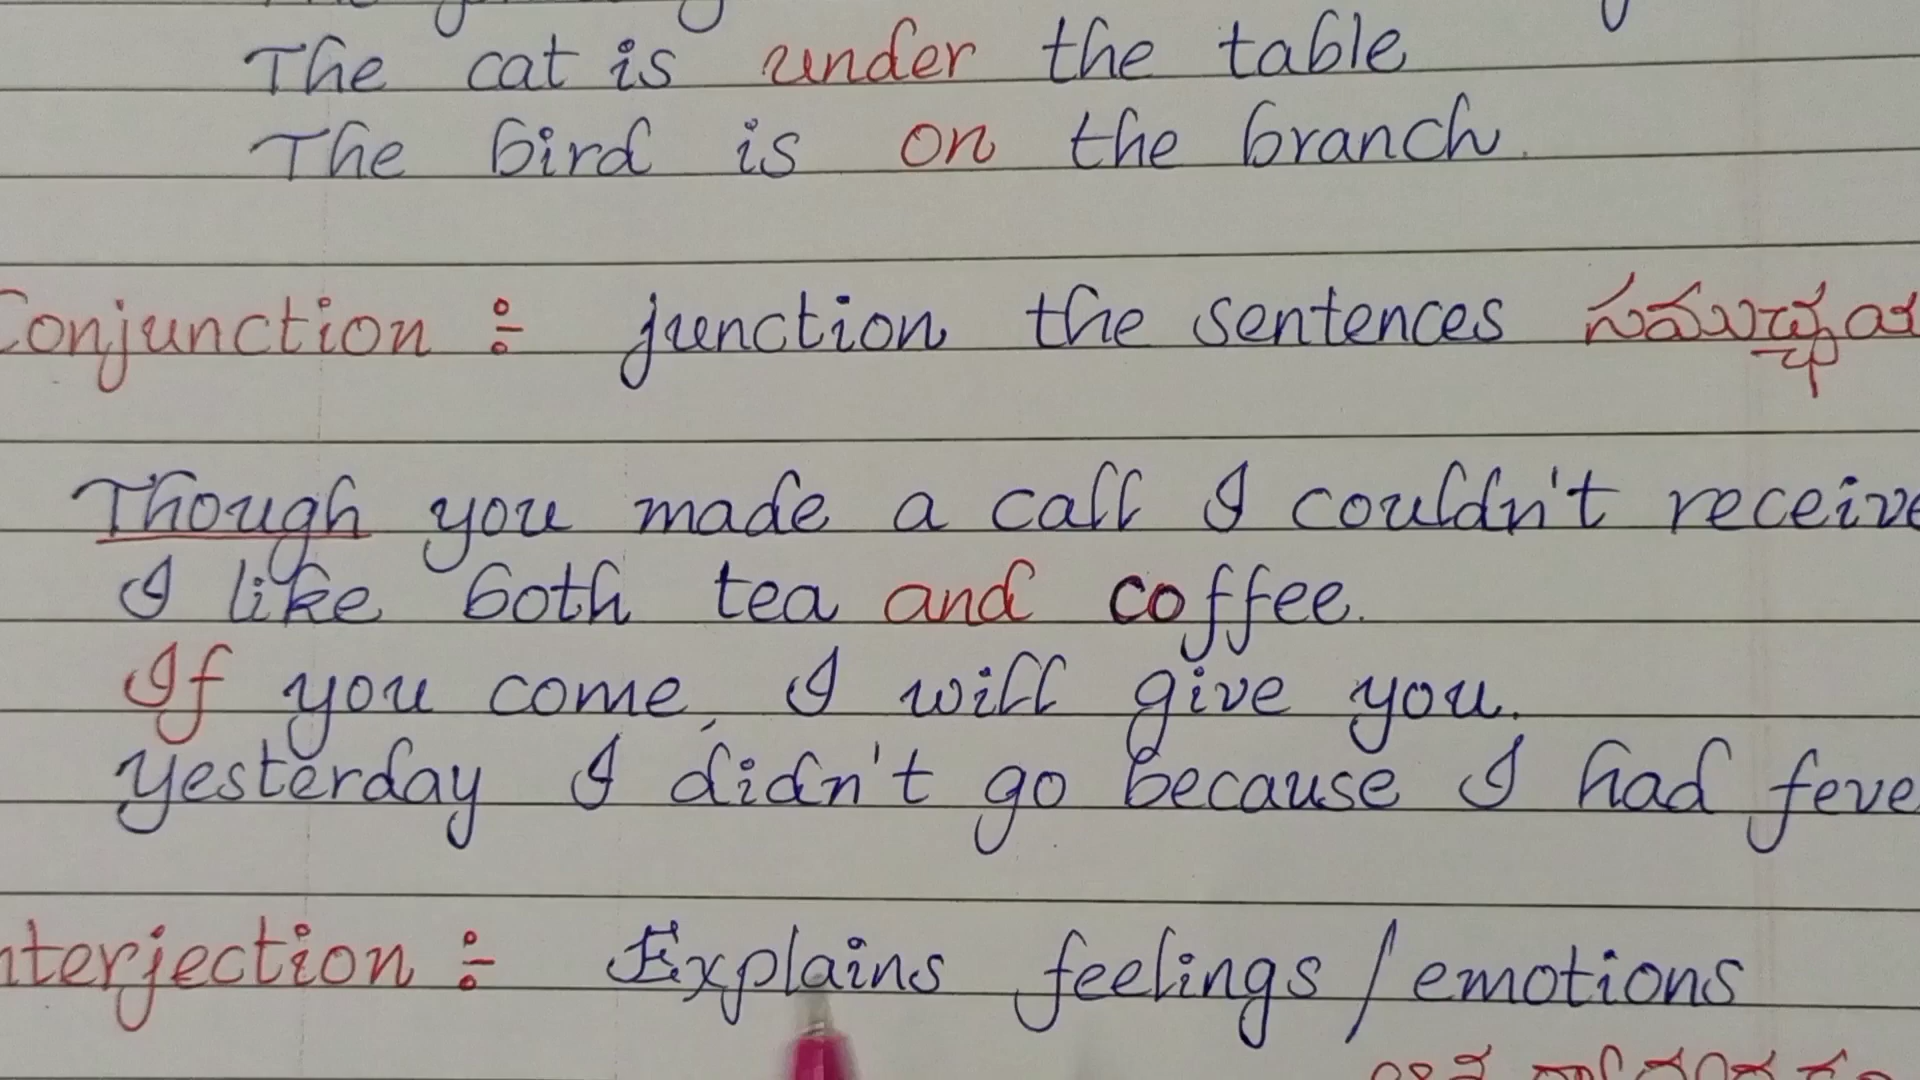 The cat is under the table
The bird is on the branch.
Conjunction ÷ junction the sentences
Though you made a call I couldn't receive
I like both tea and coffee.
If you come, I will give you.
yesterday I didn't go because I had feve
nterjection ÷ Explains feelings / emotions